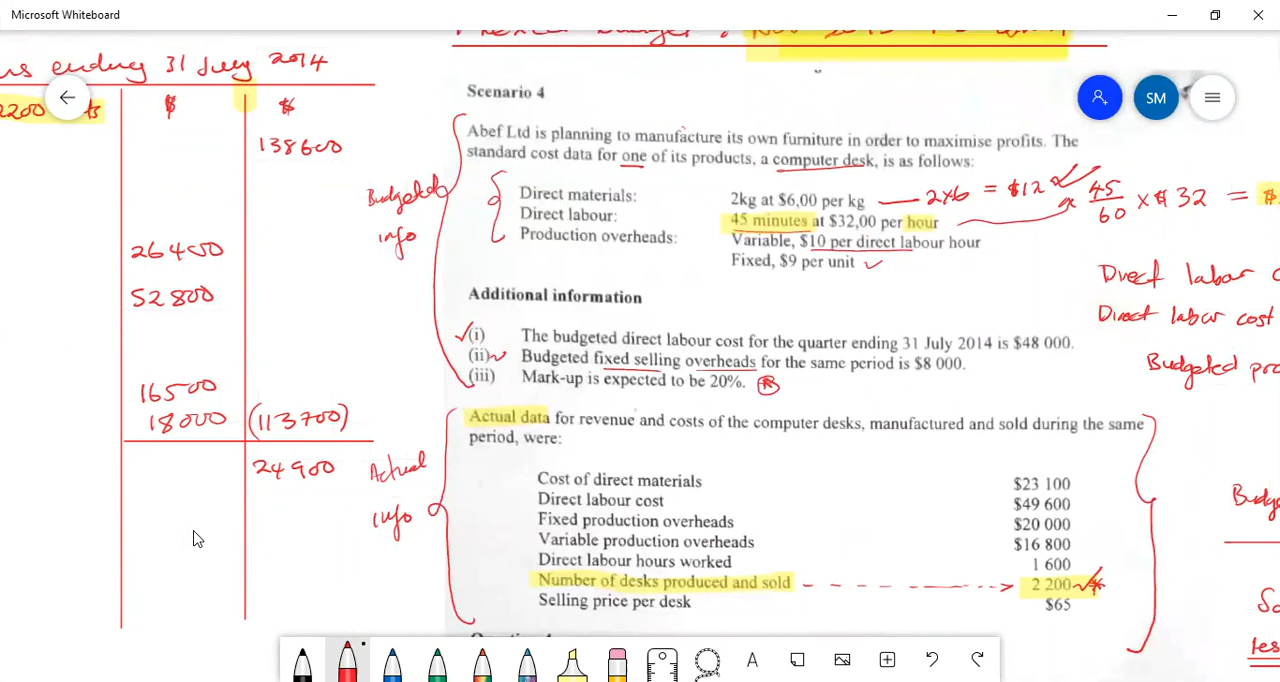 Microsoft Whiteboard
ns ending 31 July 2014
2200 ts $ $
138600
26400
52800
16500
18000 (113700)
24900
SM
Scenario 4
Abef Ltd is planning to manufacture its own furniture in order to maximise profits. The
standard cost data for one of its products, a computer desk, is as follows:
Budgeted
info
Direct materials: 2kg at $6,00 per kg 2x6 = $12
Direct labour: 45 minutes at $32,00 per hour 45/60 x $ 32 = $
Production overheads: Variable, $10 per direct labour hour
Fixed, $9 per unit
Additional information
(i) The budgeted direct labour cost for the quarter ending 31 July 2014 is $48 000.
(ii) Budgeted fixed selling overheads for the same period is $8 000.
(iii) Mark-up is expected to be 20%.
Actual data for revenue and costs of the computer desks, manufactured and sold during the same
period, were:
Actual
info
Cost of direct materials $23 100
Direct labour cost $49 600
Fixed production overheads $20 000
Variable production overheads $16 800
Direct labour hours worked 1 600
Number of desks produced and sold 2 200
Selling price per desk $65
Direct labor c
Direct labor cost
Budgeted pro
Budge
Sa
less